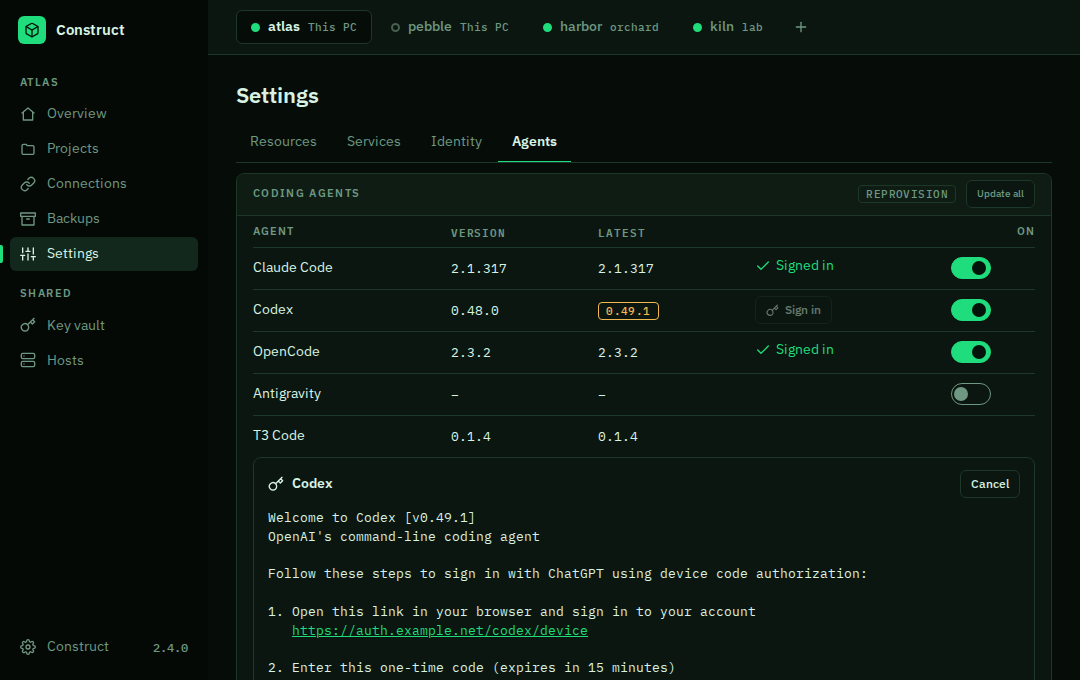 Construct
atlas This PC
pebble This PC
harbor orchard
kiln lab
+
ATLAS
Overview
Projects
Connections
Backups
Settings
SHARED
Key vault
Hosts
Construct 2.4.0
Settings
Resources Services Identity Agents
CODING AGENTS REPROVISION Update all
AGENT VERSION LATEST ON
Claude Code 2.1.317 2.1.317 Signed in
Codex 0.48.0 0.49.1 Sign in
OpenCode 2.3.2 2.3.2 Signed in
Antigravity – –
T3 Code 0.1.4 0.1.4
Codex Cancel
Welcome to Codex [v0.49.1]
OpenAI's command-line coding agent
Follow these steps to sign in with ChatGPT using device code authorization:
1. Open this link in your browser and sign in to your account
https://auth.example.net/codex/device
2. Enter this one-time code (expires in 15 minutes)